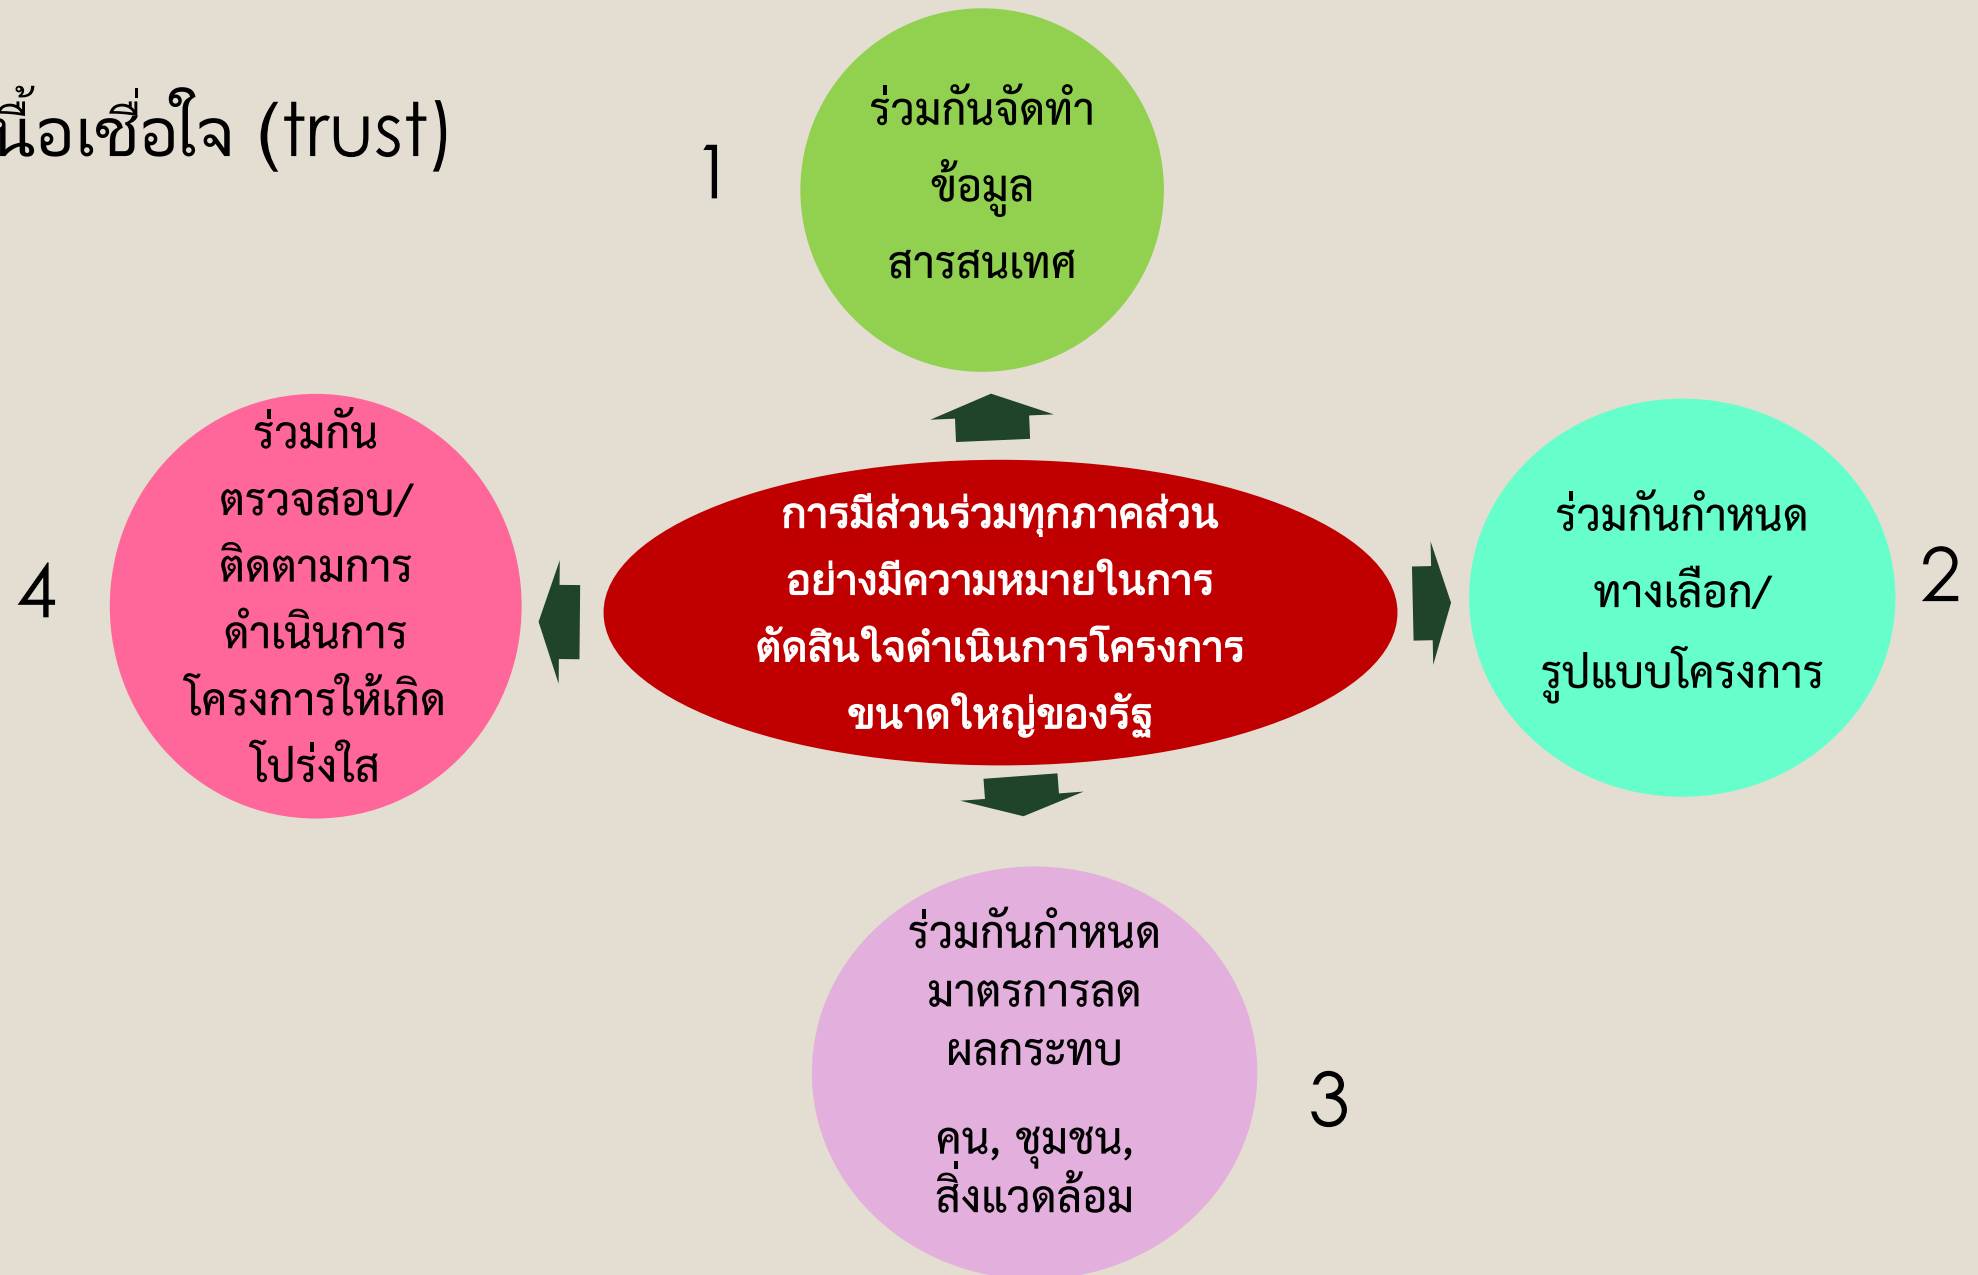 นื้อเชื่อใจ (trust)
1
ร่วมกันจัดทำ
ข้อมูล
สารสนเทศ
การมีส่วนร่วมทุกภาคส่วน
อย่างมีความหมายในการ
ตัดสินใจดำเนินการโครงการ
ขนาดใหญ่ของรัฐ
ร่วมกันกำหนด
ทางเลือก/
รูปแบบโครงการ
2
ร่วมกันกำหนด
มาตรการลด
ผลกระทบ
คน, ชุมชน,
สิ่งแวดล้อม
3
4
ร่วมกัน
ตรวจสอบ/
ติดตามการ
ดำเนินการ
โครงการให้เกิด
โปร่งใส